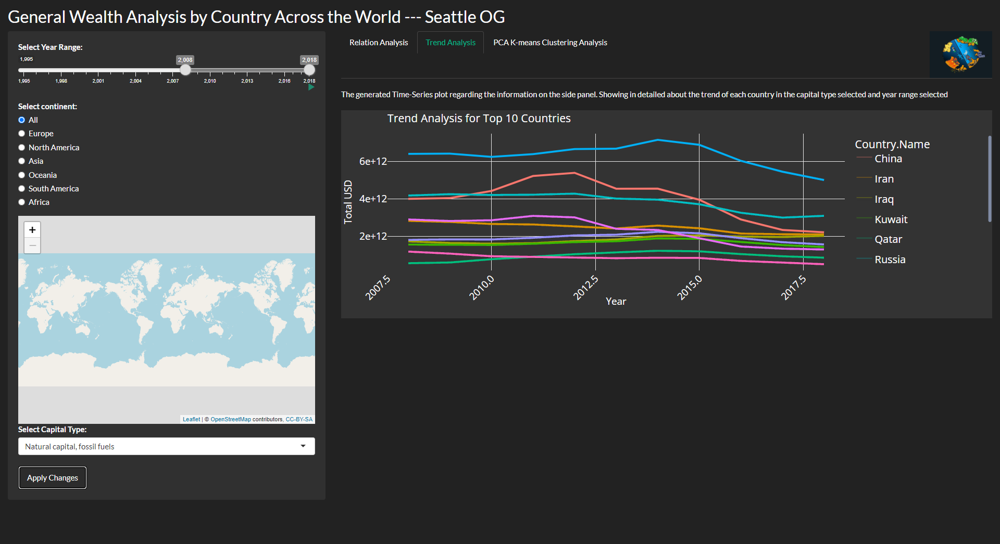 General Wealth Analysis by Country Across the World --- Seattle OG
Select Year Range:
1,995
2,008
2,018
1,995 1,998 2,001 2,004 2,007 2,010 2,013 2,016 2,018
Select continent:
All
Europe
North America
Asia
Oceania
South America
Africa
+
−
Leaflet | © OpenStreetMap contributors, CC-BY-SA
Select Capital Type:
Natural capital, fossil fuels
Apply Changes
Relation Analysis
Trend Analysis
PCA K-means Clustering Analysis
The generated Time-Series plot regarding the information on the side panel. Showing in detailed about the trend of each country in the capital type selected and year range selected
Trend Analysis for Top 10 Countries
Total USD
6e+12
4e+12
2e+12
2007.5
2010.0
2012.5
2015.0
2017.5
Year
Country.Name
China
Iran
Iraq
Kuwait
Qatar
Russia